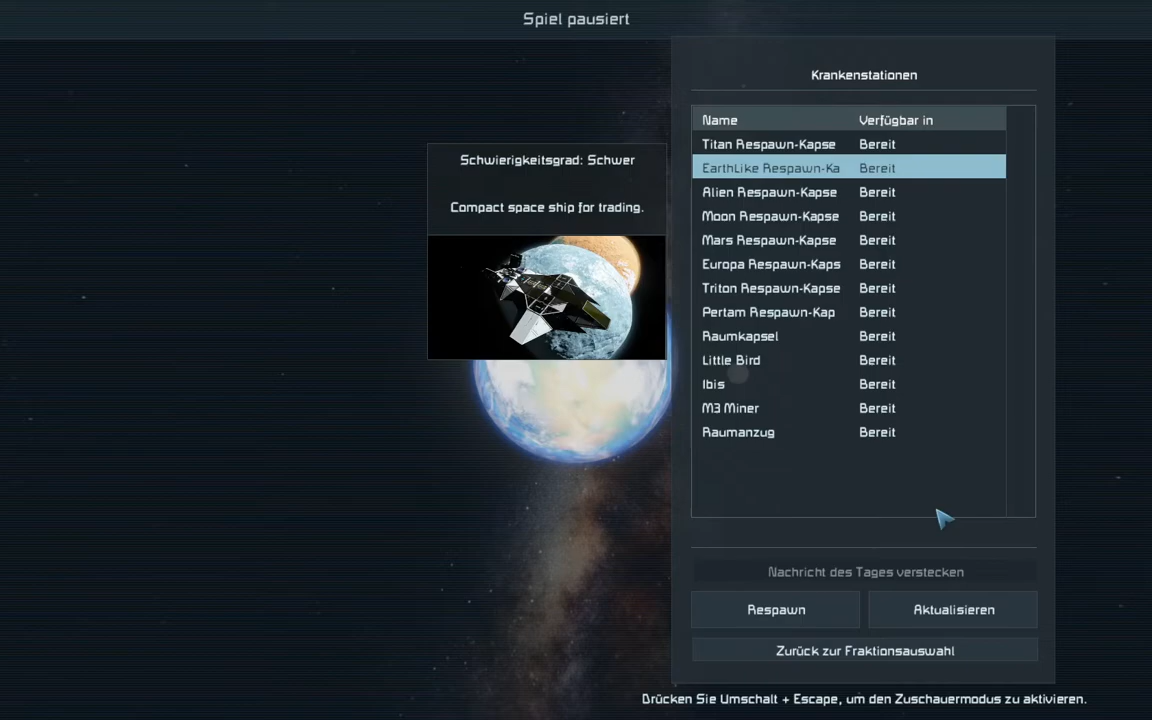 Spiel pausiert
Krankenstationen
Name Verfügbar in
Titan Respawn-Kapse Bereit
EarthLike Respawn-Ka Bereit
Alien Respawn-Kapse Bereit
Moon Respawn-Kapse Bereit
Mars Respawn-Kapse Bereit
Europa Respawn-Kaps Bereit
Triton Respawn-Kapse Bereit
Pertam Respawn-Kap Bereit
Raumkapsel Bereit
Little Bird Bereit
Ibis Bereit
M3 Miner Bereit
Raumanzug Bereit
Schwierigkeitsgrad: Schwer
Compact space ship for trading.
Nachricht des Tages verstecken
Respawn Aktualisieren
Zurück zur Fraktionsauswahl
Drücken Sie Umschalt + Escape, um den Zuschauermodus zu aktivieren.